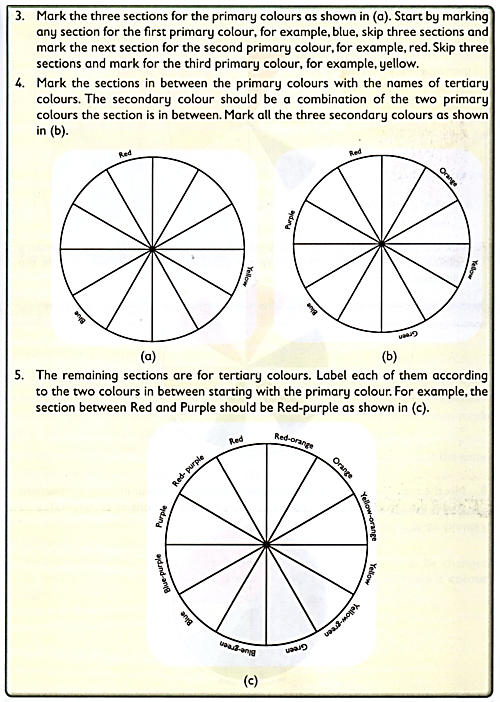 3. Mark the three sections for the primary colours as shown in (a). Start by marking
any section for the first primary colour, for example, blue, skip three sections and
mark the next section for the second primary colour, for example, red. Skip three
sections and mark for the third primary colour, for example, yellow.
4. Mark the sections in between the primary colours with the names of tertiary
colours. The secondary colour should be a combination of the two primary
colours the section is in between. Mark all the three secondary colours as shown
in (b).
Red
Yellow
Blue
(a)
Red
Orange
Purple
Yellow
Blue
Green
(b)
5. The remaining sections are for tertiary colours. Label each of them according
to the two colours in between starting with the primary colour. For example, the
section between Red and Purple should be Red-purple as shown in (c).
Red
Red-orange
Red- purple
Orange
Purple
Yellow-orange
Blue-purple
Yellow
Blue
Yellow-green
Blue-green
Green
(c)